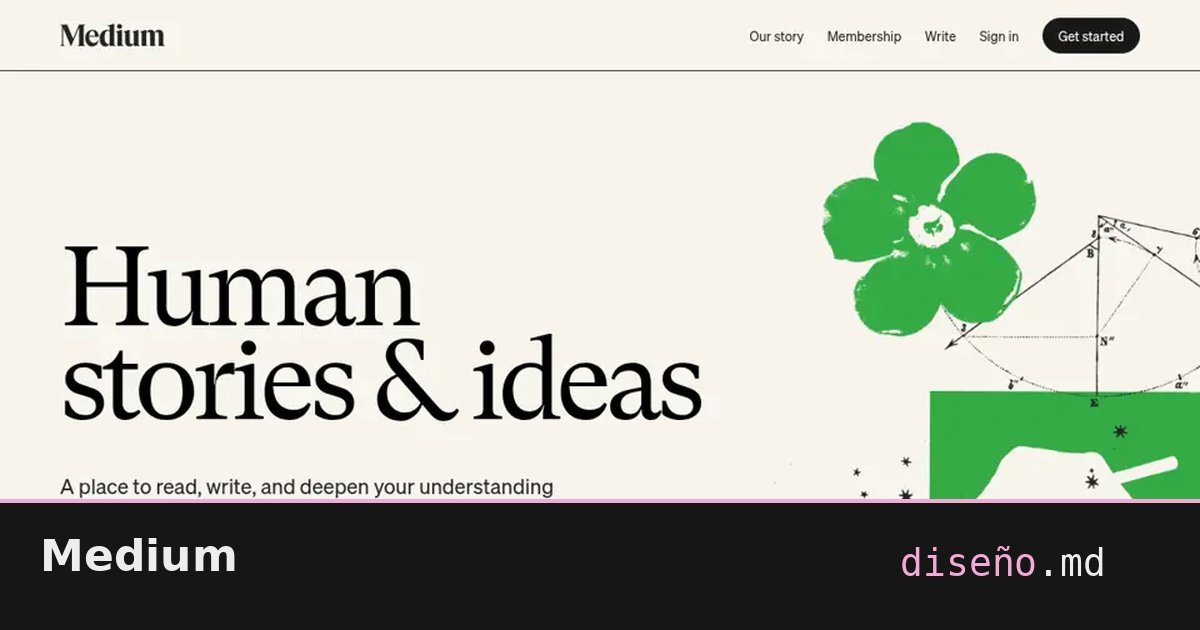 Medium
Our story
Membership
Write
Sign in
Get started
Human
stories & ideas
A place to read, write, and deepen your understanding
B
N"
E
Medium
diseño.md